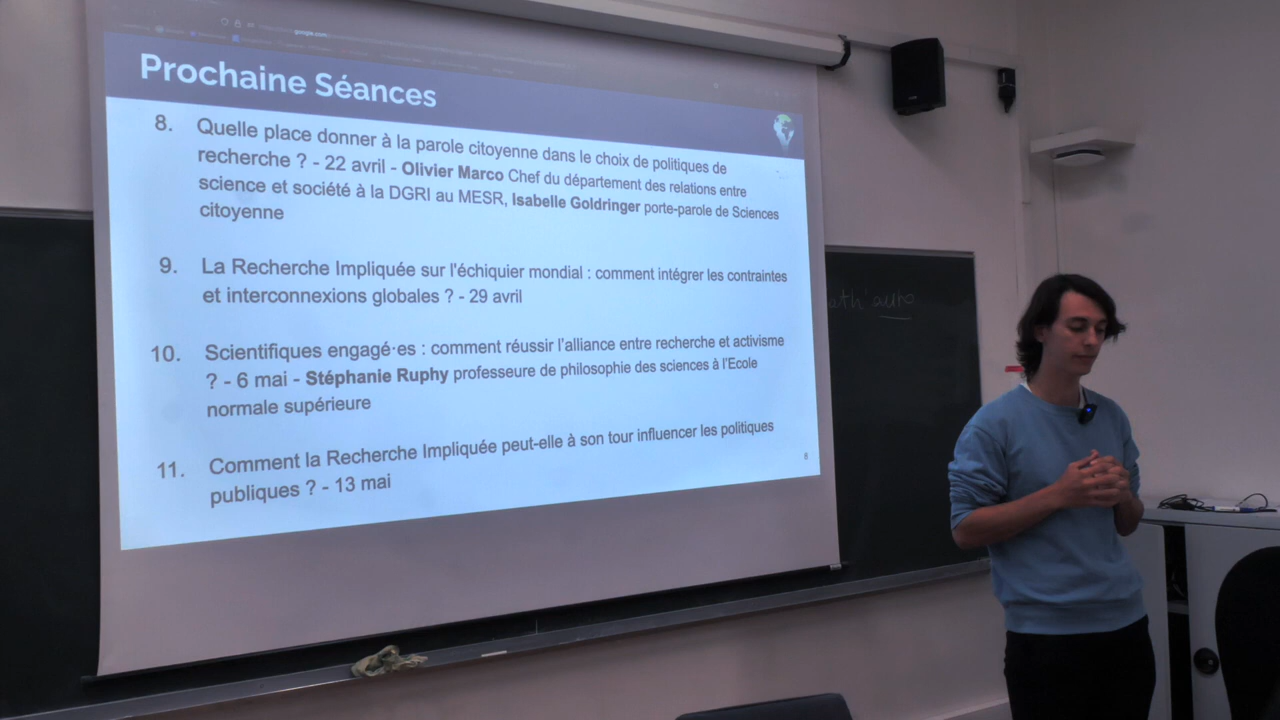 google.com
Prochaine Séances
8. Quelle place donner à la parole citoyenne dans le choix de politiques de
recherche ? - 22 avril - Olivier Marco Chef du département des relations entre
science et société à la DGRI au MESR, Isabelle Goldringer porte-parole de Sciences
citoyenne
9. La Recherche Impliquée sur l'échiquier mondial : comment intégrer les contraintes
et interconnexions globales ? - 29 avril
10. Scientifiques engagé·es : comment réussir l'alliance entre recherche et activisme
? - 6 mai - Stéphanie Ruphy professeure de philosophie des sciences à l'Ecole
normale supérieure
11. Comment la Recherche Impliquée peut-elle à son tour influencer les politiques
publiques ? - 13 mai
8